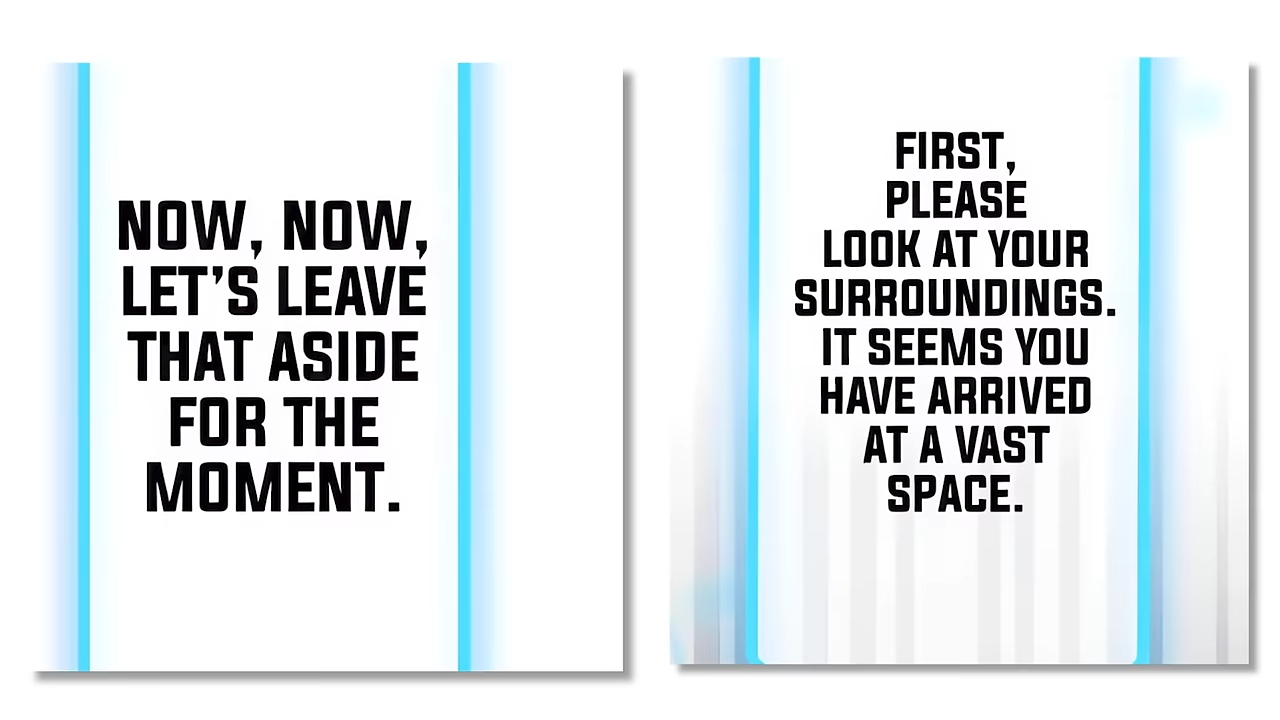 NOW, NOW,
LET'S LEAVE
THAT ASIDE
FOR THE
MOMENT.
FIRST,
PLEASE
LOOK AT YOUR
SURROUNDINGS.
IT SEEMS YOU
HAVE ARRIVED
AT A VAST
SPACE.